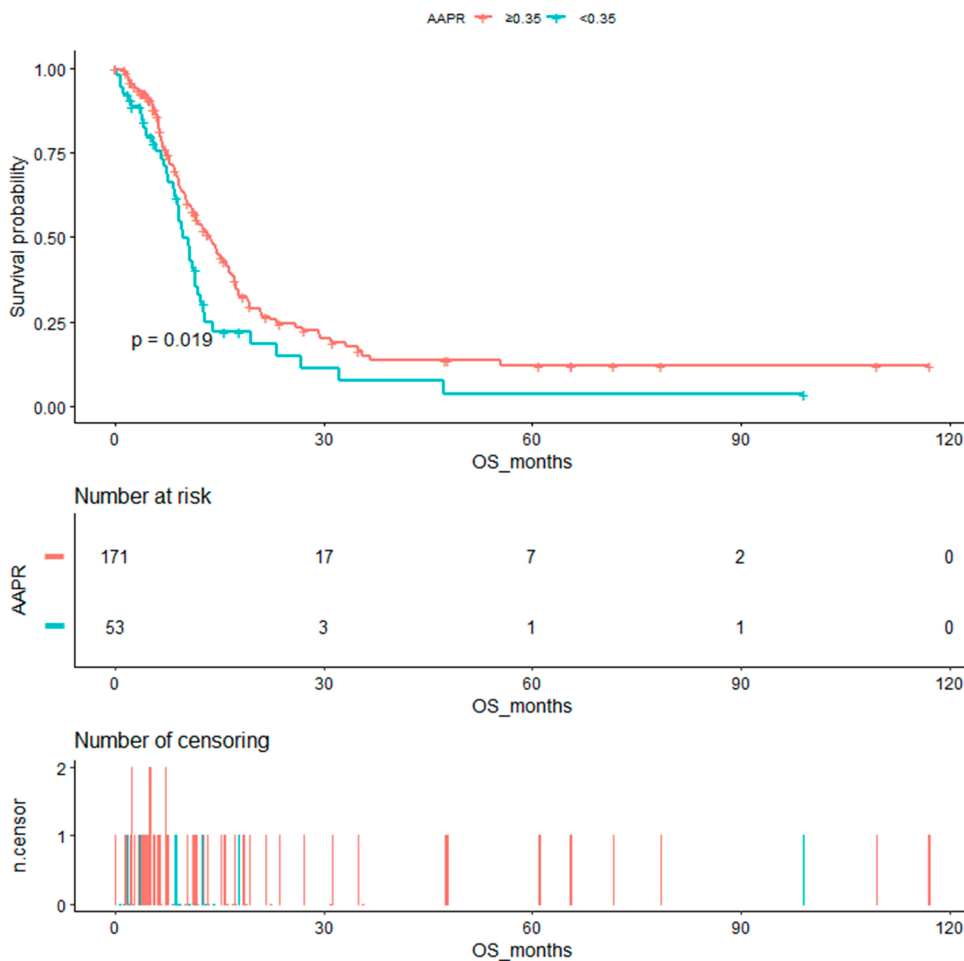 AAPR ≥0.35 <0.35
Survival probability
1.00
0.75
0.50
0.25
0.00
p = 0.019
0 30 60 90 120
OS_months
Number at risk
AAPR
171 17 7 2 0
53 3 1 1 0
0 30 60 90 120
OS_months
Number of censoring
n.censor
2
1
0
0 30 60 90 120
OS_months